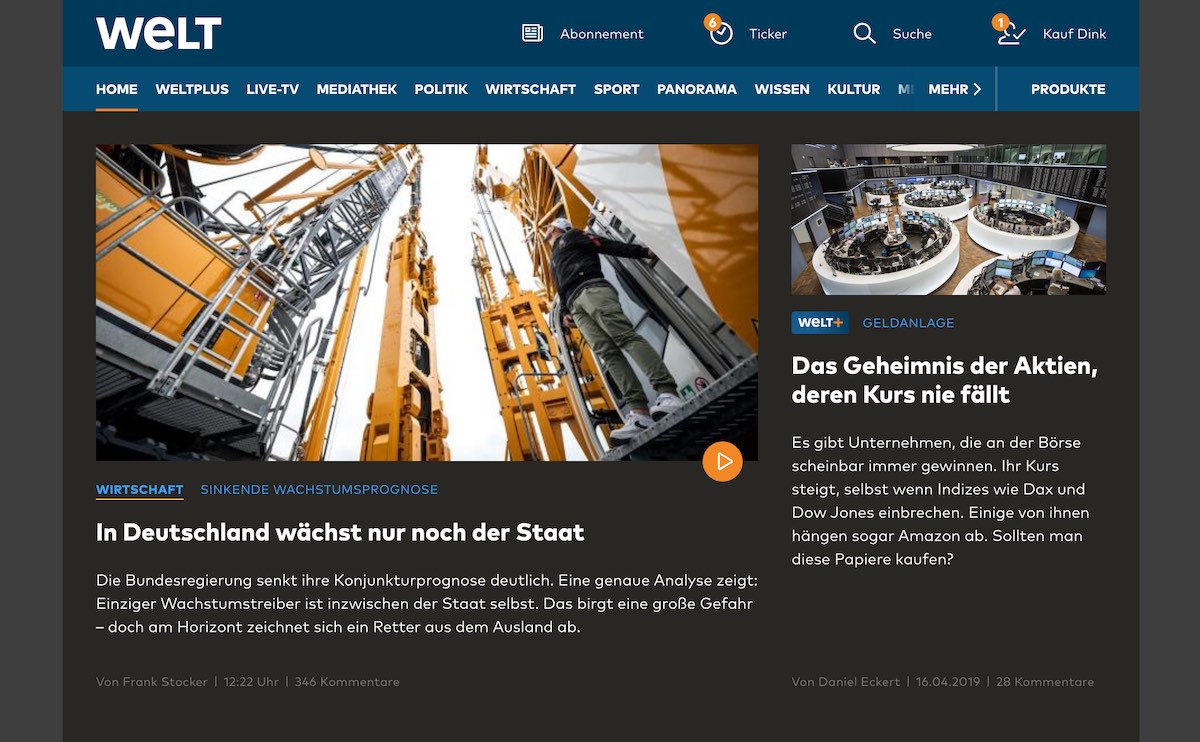 WELT
6
Abonnement
Ticker
Suche
1
Kauf Dink
HOME WELTPLUS LIVE-TV MEDIATHEK POLITIK WIRTSCHAFT SPORT PANORAMA WISSEN KULTUR MEHR PRODUKTE
WIRTSCHAFT SINKENDE WACHSTUMSPROGNOSE
In Deutschland wächst nur noch der Staat
Die Bundesregierung senkt ihre Konjunkturprognose deutlich. Eine genaue Analyse zeigt:
Einziger Wachstumstreiber ist inzwischen der Staat selbst. Das birgt eine große Gefahr
– doch am Horizont zeichnet sich ein Retter aus dem Ausland ab.
Von Frank Stocker | 12:22 Uhr | 346 Kommentare
WELT+ GELDANLAGE
Das Geheimnis der Aktien,
deren Kurs nie fällt
Es gibt Unternehmen, die an der Börse
scheinbar immer gewinnen. Ihr Kurs
steigt, selbst wenn Indizes wie Dax und
Dow Jones einbrechen. Einige von ihnen
hängen sogar Amazon ab. Sollten man
diese Papiere kaufen?
Von Daniel Eckert | 16.04.2019 | 28 Kommentare